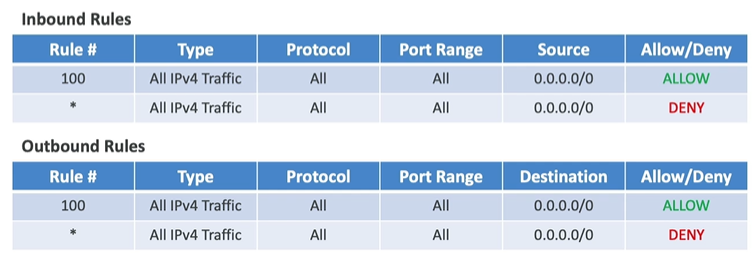 Inbound Rules
Rule # Type Protocol Port Range Source Allow/Deny
100 All IPv4 Traffic All All 0.0.0.0/0 ALLOW
* All IPv4 Traffic All All 0.0.0.0/0 DENY
Outbound Rules
Rule # Type Protocol Port Range Destination Allow/Deny
100 All IPv4 Traffic All All 0.0.0.0/0 ALLOW
* All IPv4 Traffic All All 0.0.0.0/0 DENY